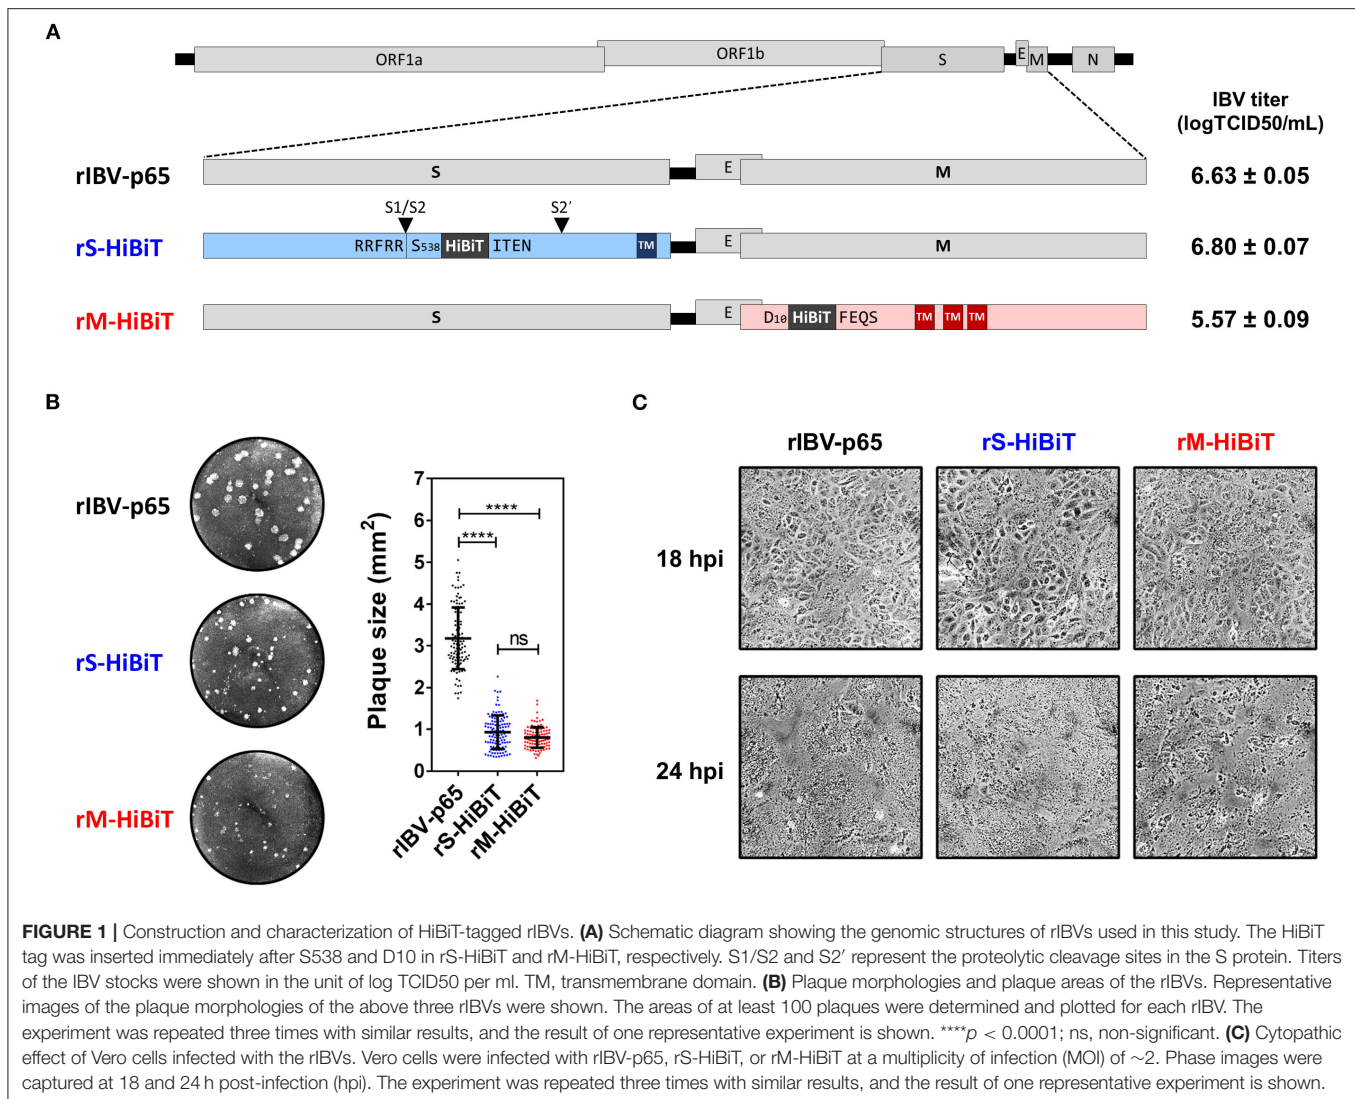 A
ORF1a
ORF1b
S
E
M
N
IBV titer
(logTCID50/mL)
rIBV-p65
S
E
M
6.63 ± 0.05
S1/S2
S2′
rS-HiBiT
RRFRR S538 HiBiT ITEN
TM
E
M
6.80 ± 0.07
rM-HiBiT
S
E
D10 HiBiT FEQS
TM TM TM
5.57 ± 0.09
B
rIBV-p65
rS-HiBiT
rM-HiBiT
Plaque size (mm²)
7
6
5
4
3
2
1
0
****
****
ns
rIBV-p65
rS-HiBiT
rM-HiBiT
C
rIBV-p65 rS-HiBiT rM-HiBiT
18 hpi
24 hpi
FIGURE 1 | Construction and characterization of HiBiT-tagged rIBVs. (A) Schematic diagram showing the genomic structures of rIBVs used in this study. The HiBiT
tag was inserted immediately after S538 and D10 in rS-HiBiT and rM-HiBiT, respectively. S1/S2 and S2′ represent the proteolytic cleavage sites in the S protein. Titers
of the IBV stocks were shown in the unit of log TCID50 per ml. TM, transmembrane domain. (B) Plaque morphologies and plaque areas of the rIBVs. Representative
images of the plaque morphologies of the above three rIBVs were shown. The areas of at least 100 plaques were determined and plotted for each rIBV. The
experiment was repeated three times with similar results, and the result of one representative experiment is shown. ****p < 0.0001; ns, non-significant. (C) Cytopathic
effect of Vero cells infected with the rIBVs. Vero cells were infected with rIBV-p65, rS-HiBiT, or rM-HiBiT at a multiplicity of infection (MOI) of ∼2. Phase images were
captured at 18 and 24 h post-infection (hpi). The experiment was repeated three times with similar results, and the result of one representative experiment is shown.